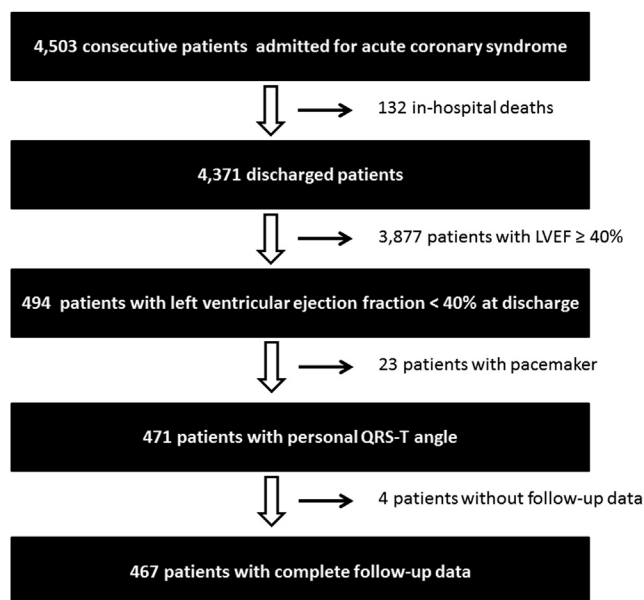 4,503 consecutive patients admitted for acute coronary syndrome
132 in-hospital deaths
4,371 discharged patients
3,877 patients with LVEF ≥ 40%
494 patients with left ventricular ejection fraction < 40% at discharge
23 patients with pacemaker
471 patients with personal QRS-T angle
4 patients without follow-up data
467 patients with complete follow-up data